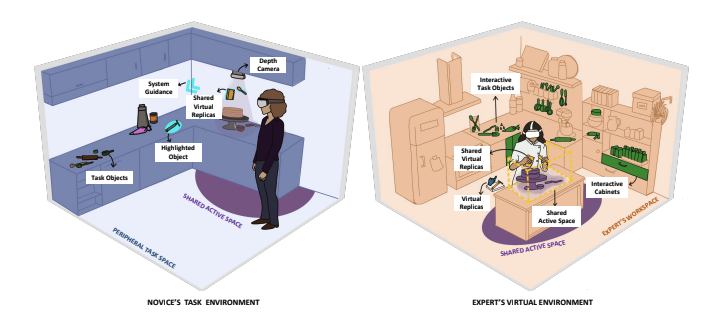 Depth
Camera
System
Guidance
Shared
Virtual
Replicas
Highlighted
Object
Task Objects
SHARED ACTIVE SPACE
PERIPHERAL TASK SPACE
NOVICE'S TASK ENVIRONMENT
Interactive
Task Objects
Shared
Virtual
Replicas
Virtual
Replicas
Interactive
Cabinets
Shared
Active Space
EXPERT'S WORKSPACE
SHARED ACTIVE SPACE
EXPERT'S VIRTUAL ENVIRONMENT